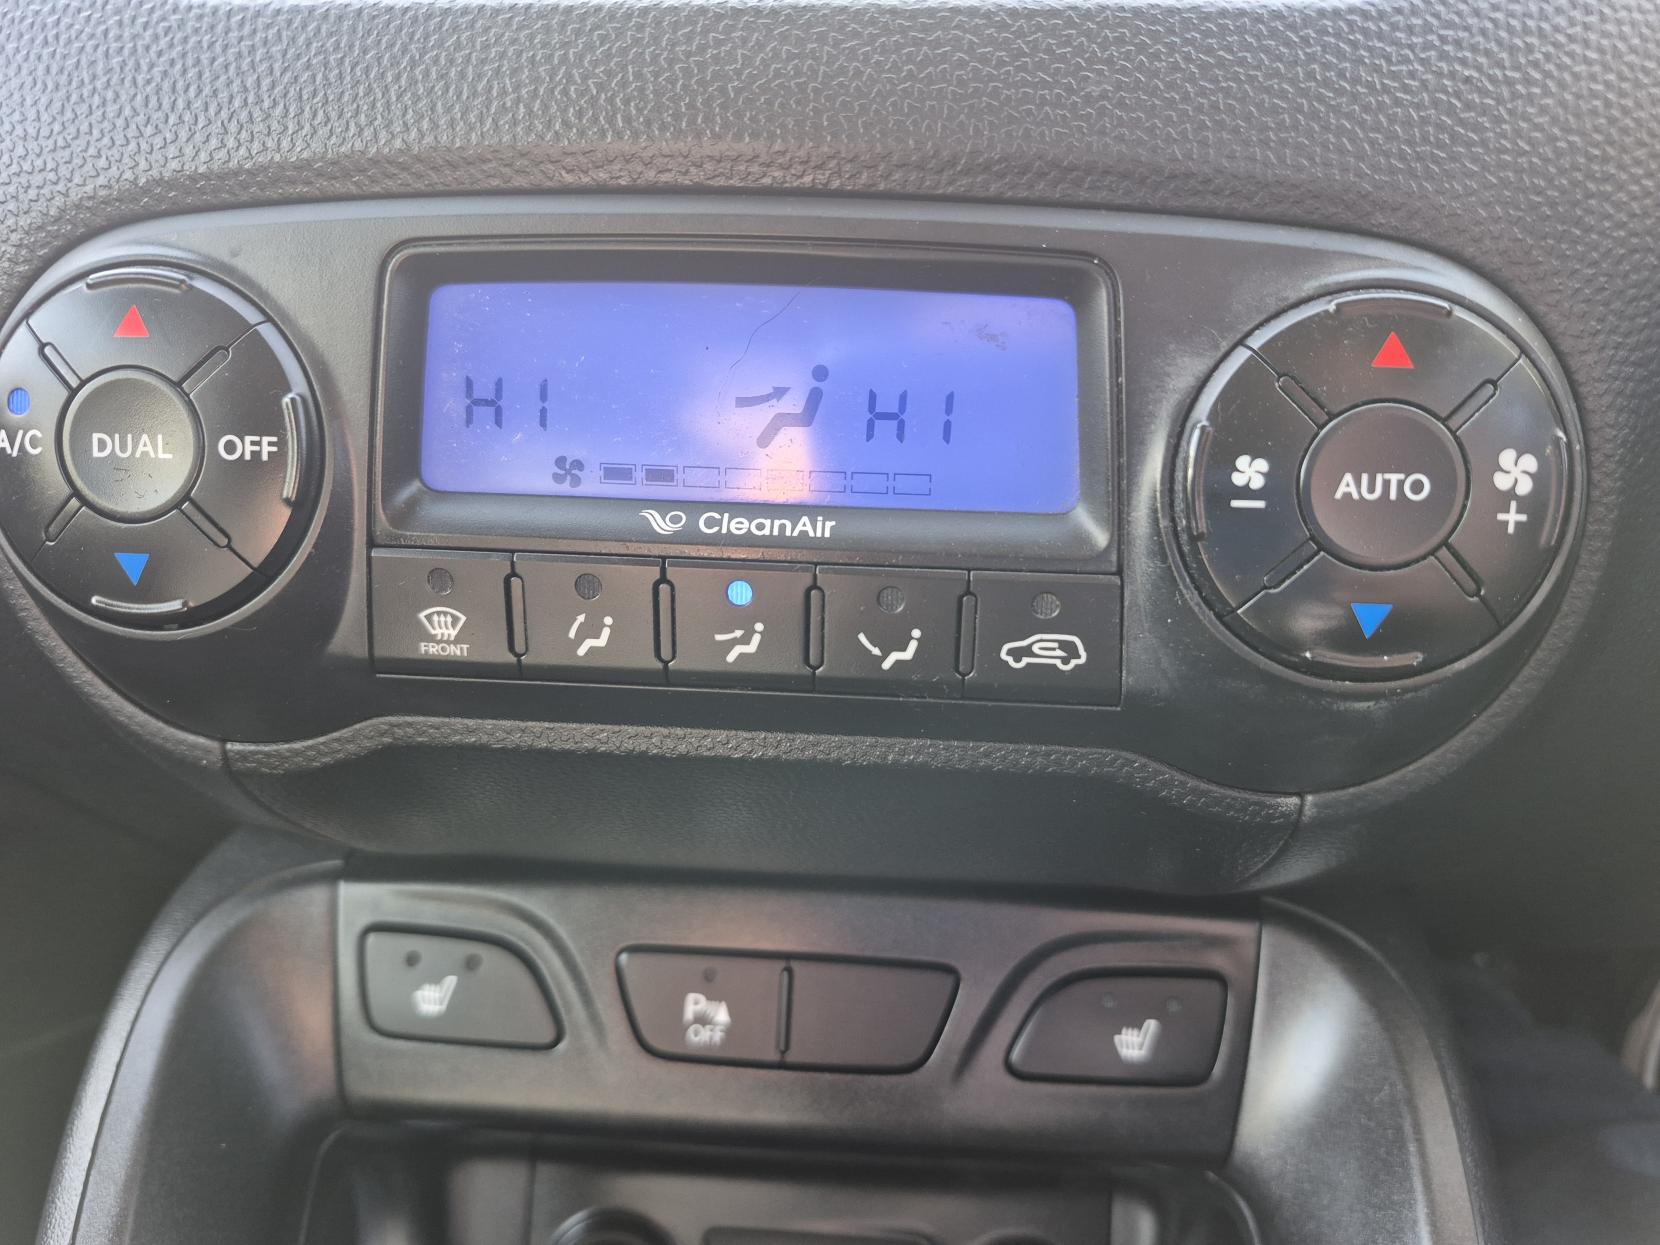 HI HI
CleanAir
A/C DUAL OFF
AUTO
FRONT
P OFF